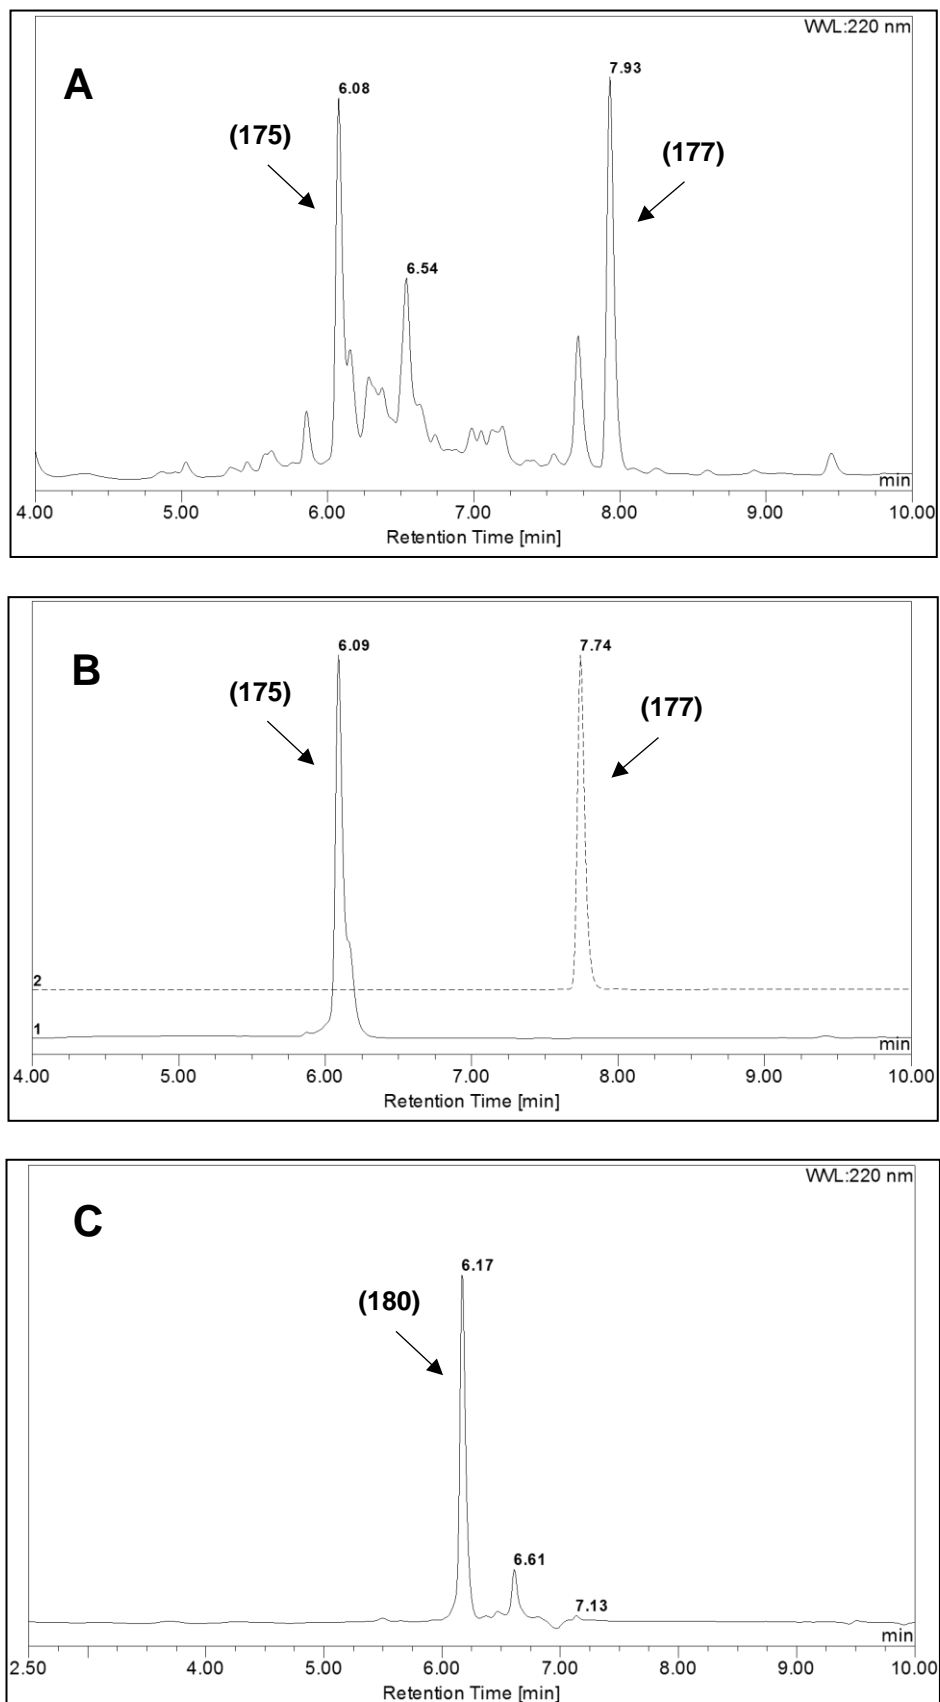 WVL:220 nm
A
6.08
7.93
(175)
(177)
6.54
min
4.00 5.00 6.00 7.00 8.00 9.00 10.00
Retention Time [min]
B
6.09
7.74
(175)
(177)
2
1
min
4.00 5.00 6.00 7.00 8.00 9.00 10.00
Retention Time [min]
WVL:220 nm
C
6.17
(180)
6.61
7.13
min
2.50 4.00 5.00 6.00 7.00 8.00 9.00 10.00
Retention Time [min]